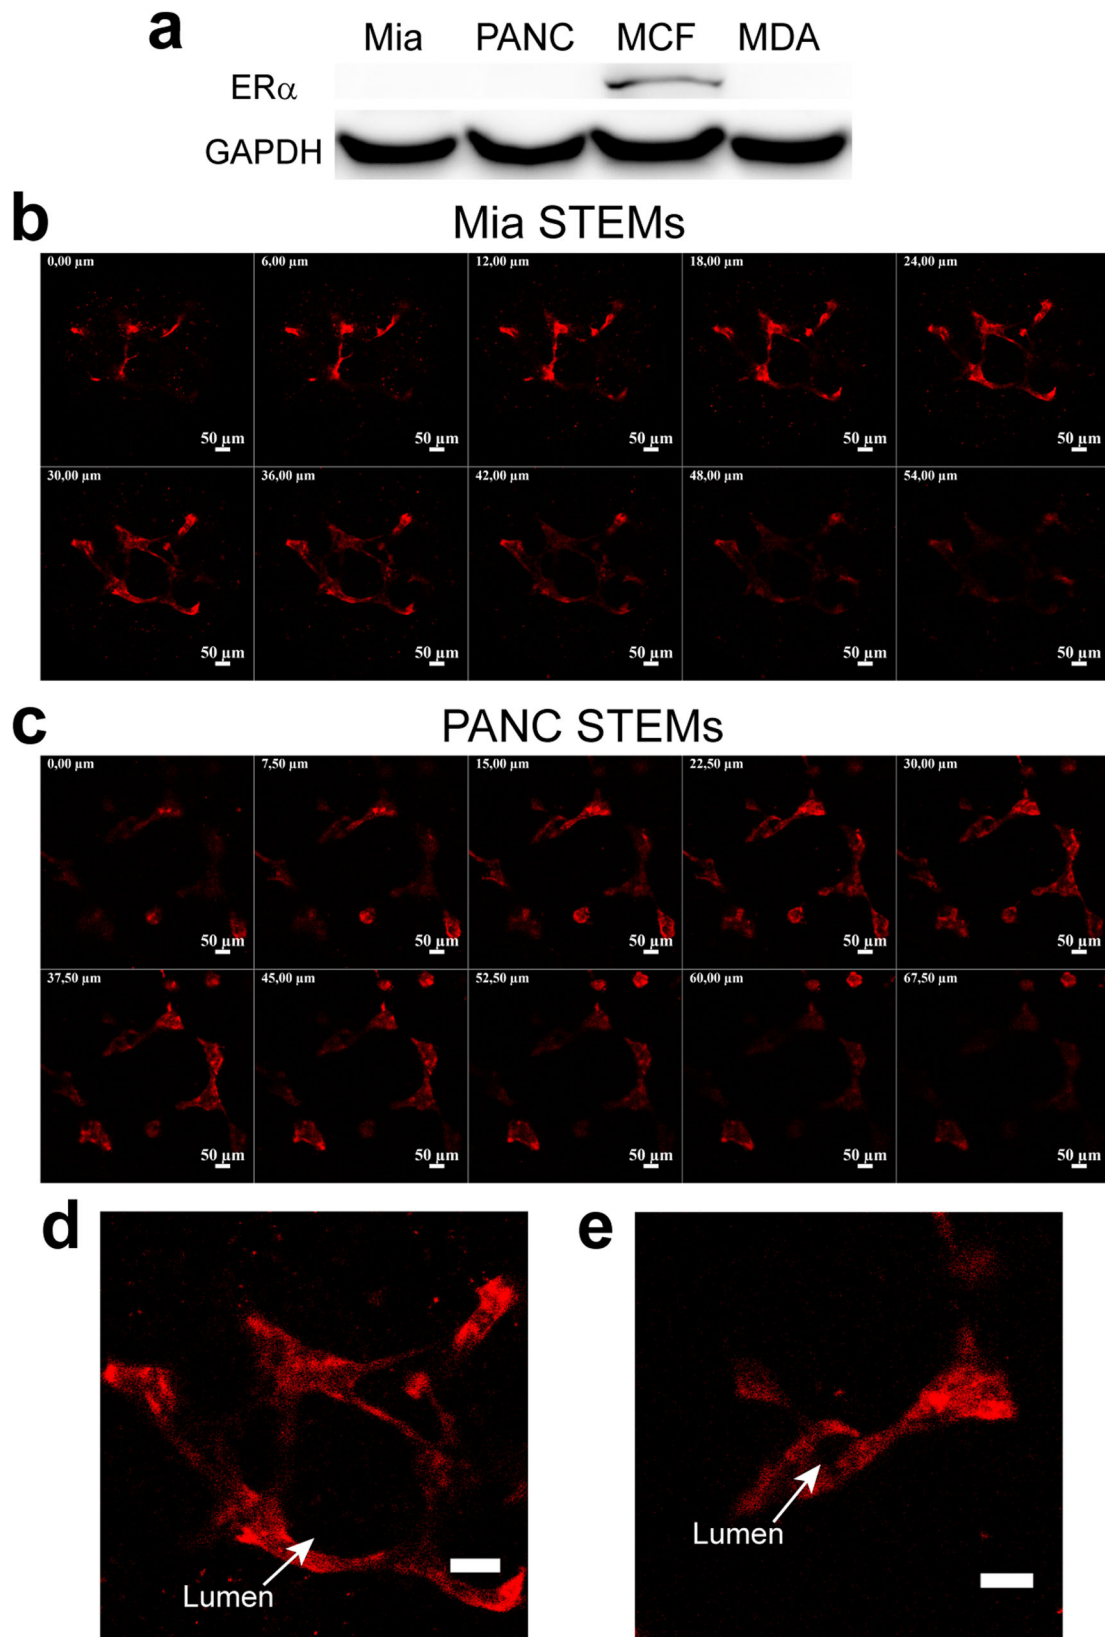 a
Mia PANC MCF MDA
ERα
GAPDH
b
Mia STEMs
0,00 µm 6,00 µm 12,00 µm 18,00 µm 24,00 µm
50 µm 50 µm 50 µm 50 µm 50 µm
30,00 µm 36,00 µm 42,00 µm 48,00 µm 54,00 µm
50 µm 50 µm 50 µm 50 µm 50 µm
c
PANC STEMs
0,00 µm 7,50 µm 15,00 µm 22,50 µm 30,00 µm
50 µm 50 µm 50 µm 50 µm 50 µm
37,50 µm 45,00 µm 52,50 µm 60,00 µm 67,50 µm
50 µm 50 µm 50 µm 50 µm 50 µm
d
Lumen
e
Lumen